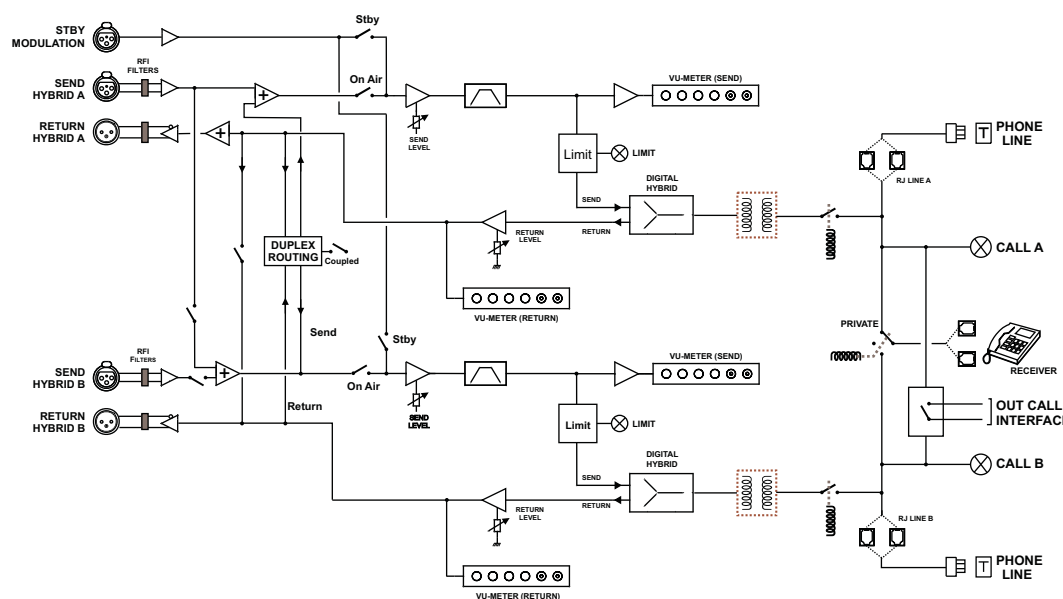 STBY
MODULATION
Stby
RFI
FILTERS
SEND
HYBRID A
On Air
VU-METER (SEND)
RETURN
HYBRID A
SEND
LEVEL
PHONE
LINE
T
Limit
LIMIT
RJ LINE A
DIGITAL
HYBRID
SEND
RETURN
RETURN
LEVEL
DUPLEX
ROUTING
Coupled
CALL A
VU-METER (RETURN)
PRIVATE
Send
Stby
RFI
FILTERS
VU-METER (SEND)
RECEIVER
SEND
HYBRID B
On Air
SEND
LEVEL
Return
RETURN
HYBRID B
Limit
LIMIT
OUT CALL
INTERFACE
DIGITAL
HYBRID
CALL B
SEND
RETURN
RETURN
LEVEL
RJ LINE B
PHONE
LINE
T
VU-METER (RETURN)